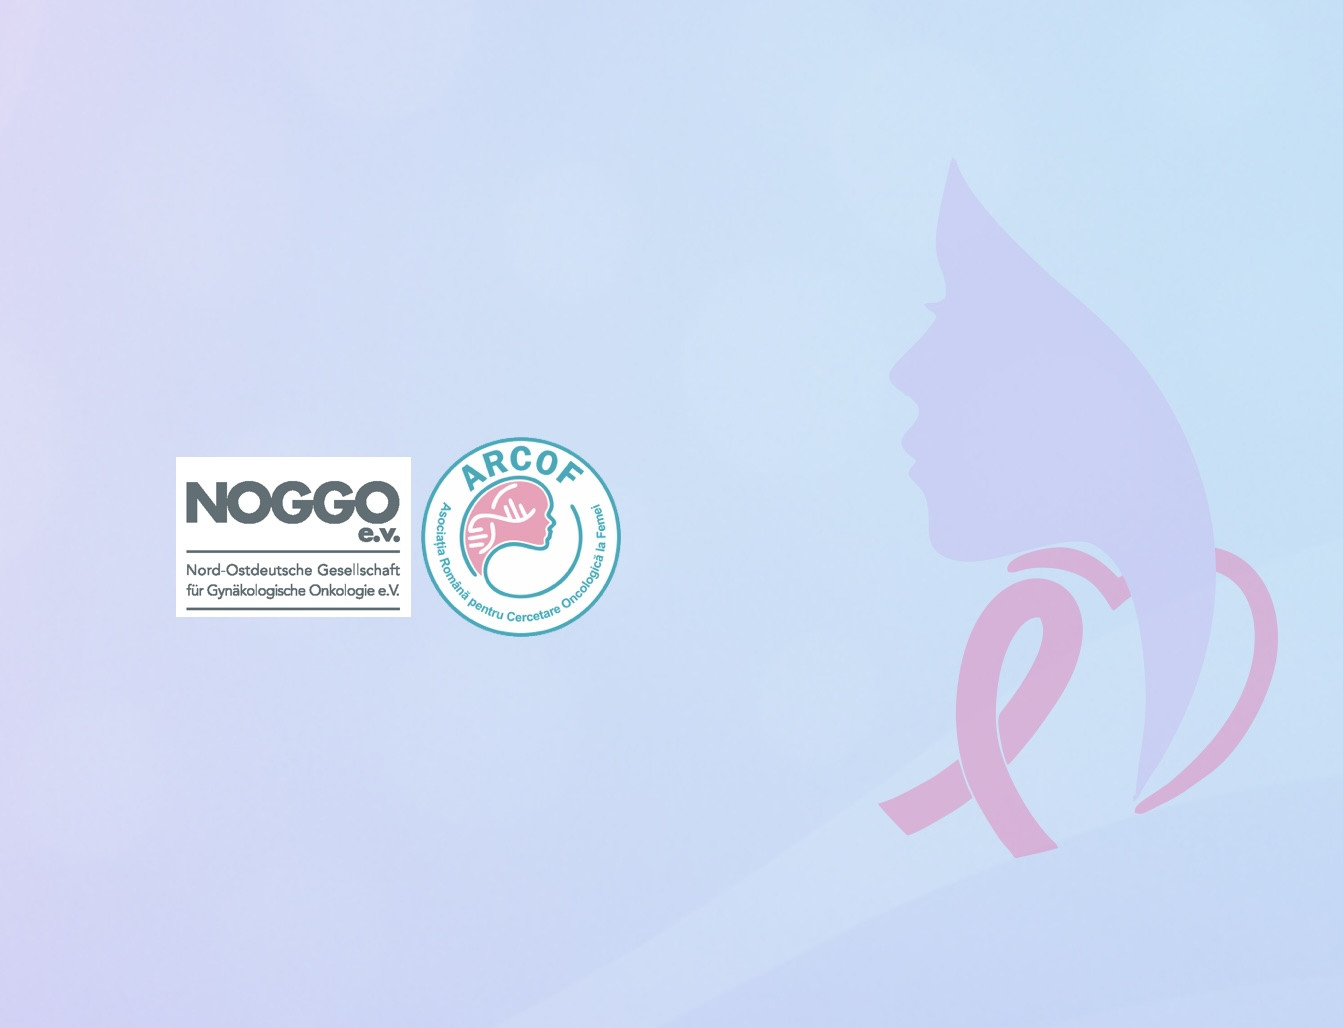 NOGGO
e.v.
Nord-Ostdeutsche Gesellschaft
für Gynäkologische Onkologie e.V.
ARCOF
Asociația Română pentru Cercetare Oncologică la Femei